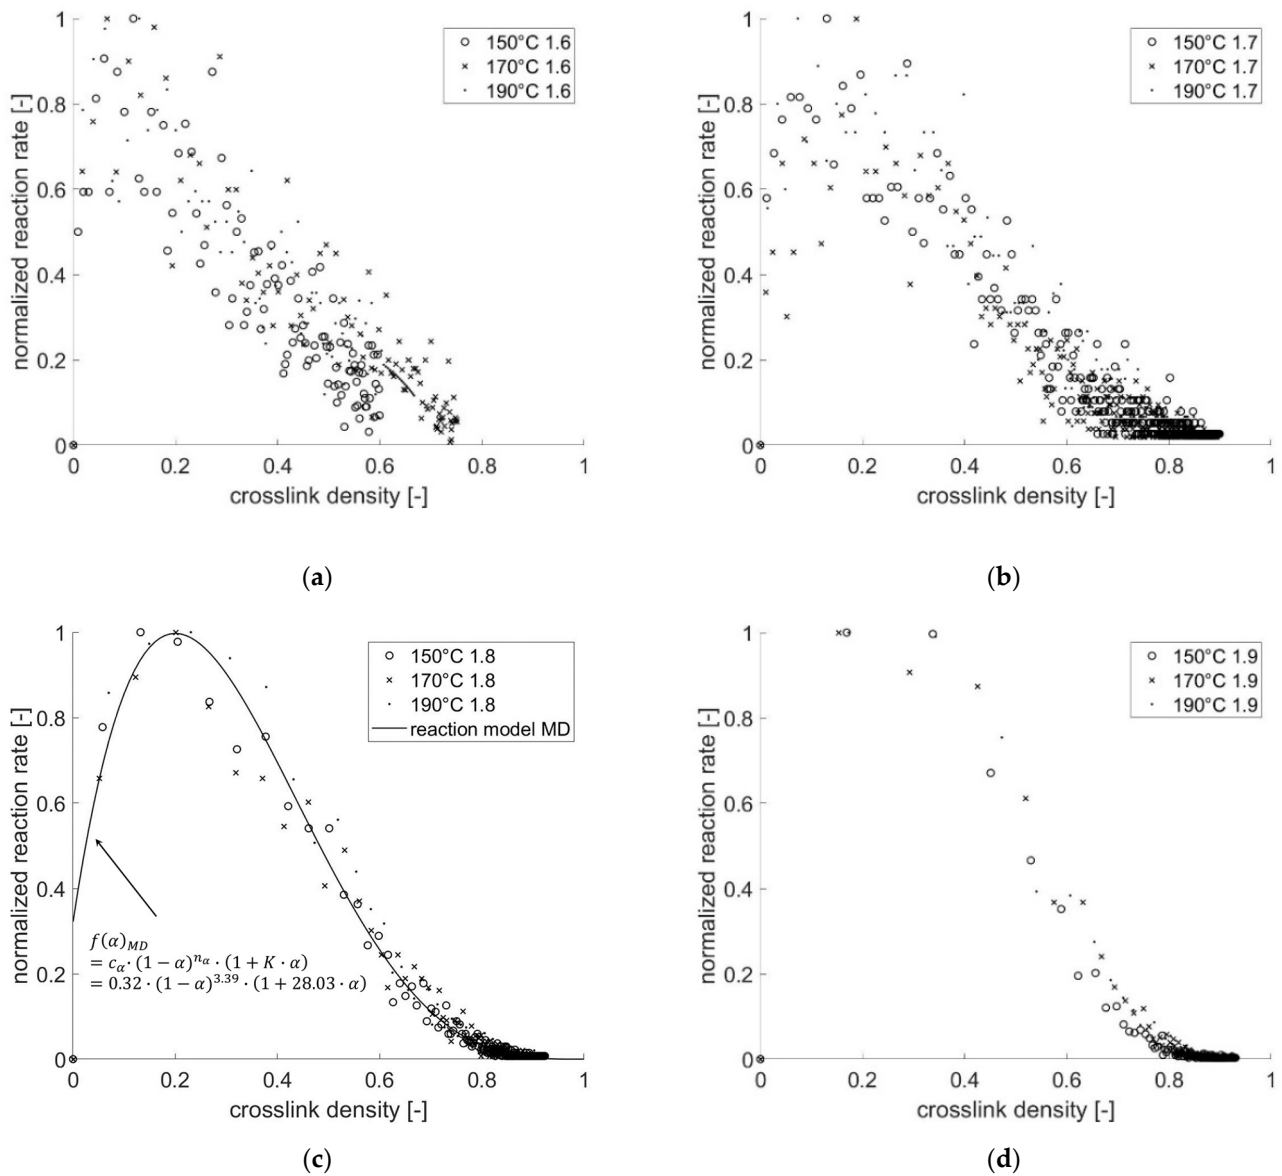 normalized reaction rate [-]
1
0.8
0.6
0.4
0.2
0
0 0.2 0.4 0.6 0.8 1
crosslink density [-]
150°C 1.6
170°C 1.6
190°C 1.6
(a)
normalized reaction rate [-]
1
0.8
0.6
0.4
0.2
0
0 0.2 0.4 0.6 0.8 1
crosslink density [-]
150°C 1.7
170°C 1.7
190°C 1.7
(b)
normalized reaction rate [-]
1
0.8
0.6
0.4
0.2
0
0 0.2 0.4 0.6 0.8 1
crosslink density [-]
150°C 1.8
170°C 1.8
190°C 1.8
reaction model MD
f(α)_MD
= c_α · (1 − α)^{n_α} · (1 + K · α)
= 0.32 · (1 − α)^{3.39} · (1 + 28.03 · α)
(c)
normalized reaction rate [-]
1
0.8
0.6
0.4
0.2
0
0 0.2 0.4 0.6 0.8 1
crosslink density [-]
150°C 1.9
170°C 1.9
190°C 1.9
(d)